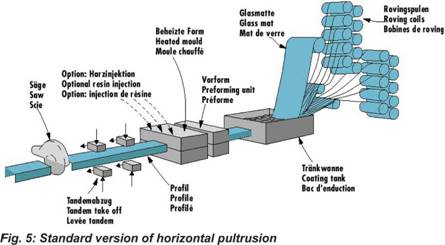 Glasmatte
Glass mat
Mat de verre
Rovingspulen
Roving coils
Bobines de roving
Beheizte Form
Heated mould
Moule chauffé
Option: Harzinjektion
Optional resin injection
Option: injection de résine
Vorform
Preforming unit
Préforme
Säge
Saw
Scie
Tränkwanne
Coating tank
Bac d'enduction
Profil
Profile
Profilé
Tandemabzug
Tandem take off
Levée tandem
Fig. 5: Standard version of horizontal pultrusion